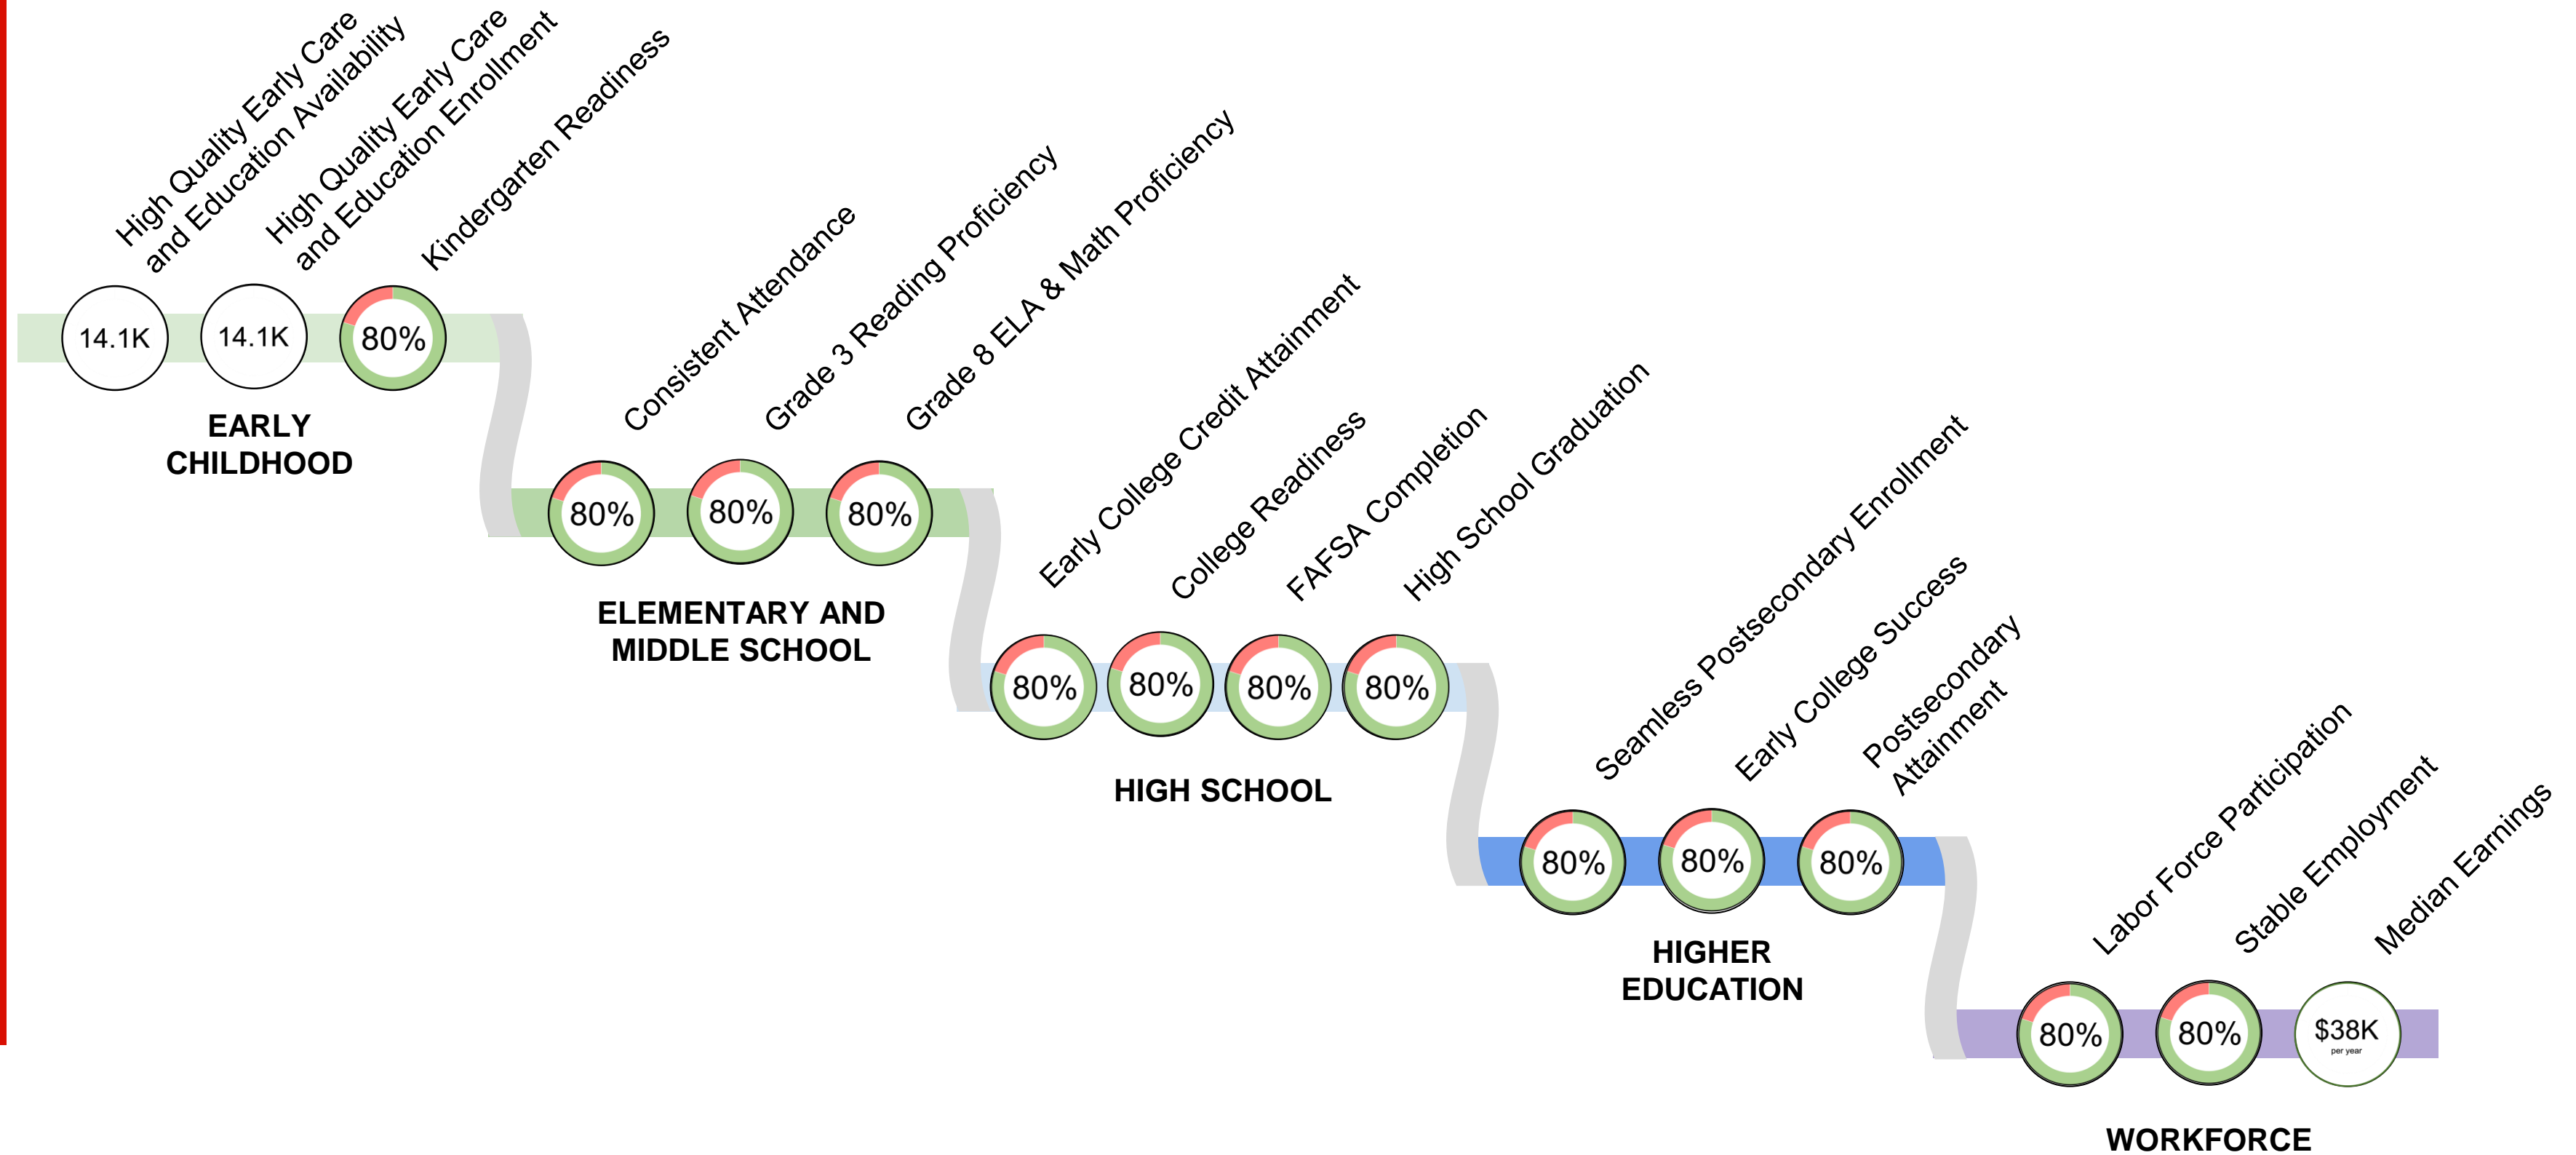 High Quality Early Care
and Education Availability
High Quality Early Care
and Education Enrollment
Kindergarten Readiness
14.1K
14.1K
80%
EARLY
CHILDHOOD
Consistent Attendance
Grade 3 Reading Proficiency
Grade 8 ELA & Math Proficiency
80%
80%
80%
ELEMENTARY AND
MIDDLE SCHOOL
Early College Credit Attainment
College Readiness
FAFSA Completion
High School Graduation
80%
80%
80%
80%
HIGH SCHOOL
Seamless Postsecondary Enrollment
Early College Success
Postsecondary
Attainment
80%
80%
80%
HIGHER
EDUCATION
Labor Force Participation
Stable Employment
Median Earnings
80%
80%
$38K
per year
WORKFORCE